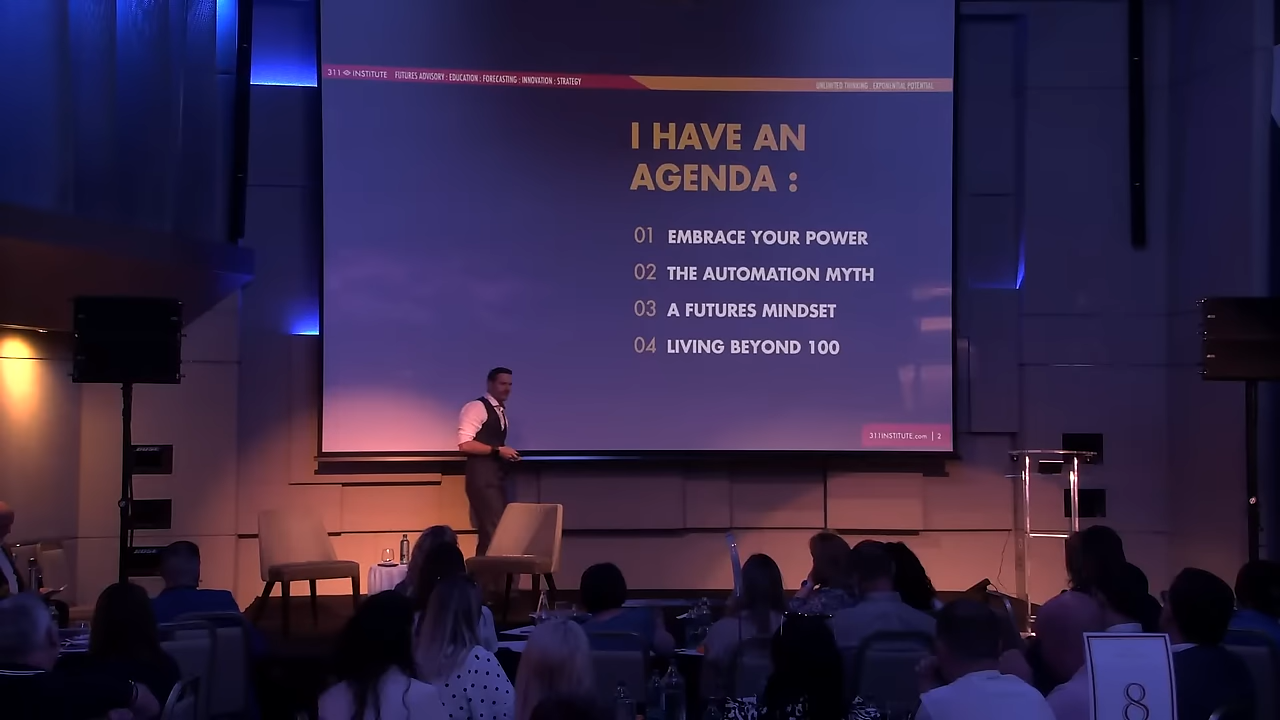 311 INSTITUTE FUTURES ADVISORY : EDUCATION : FORECASTING : INNOVATION : STRATEGY
UNLIMITED THINKING . EXPONENTIAL POTENTIAL
I HAVE AN
AGENDA :
01 EMBRACE YOUR POWER
02 THE AUTOMATION MYTH
03 A FUTURES MINDSET
04 LIVING BEYOND 100
311INSTITUTE.com | 2
8